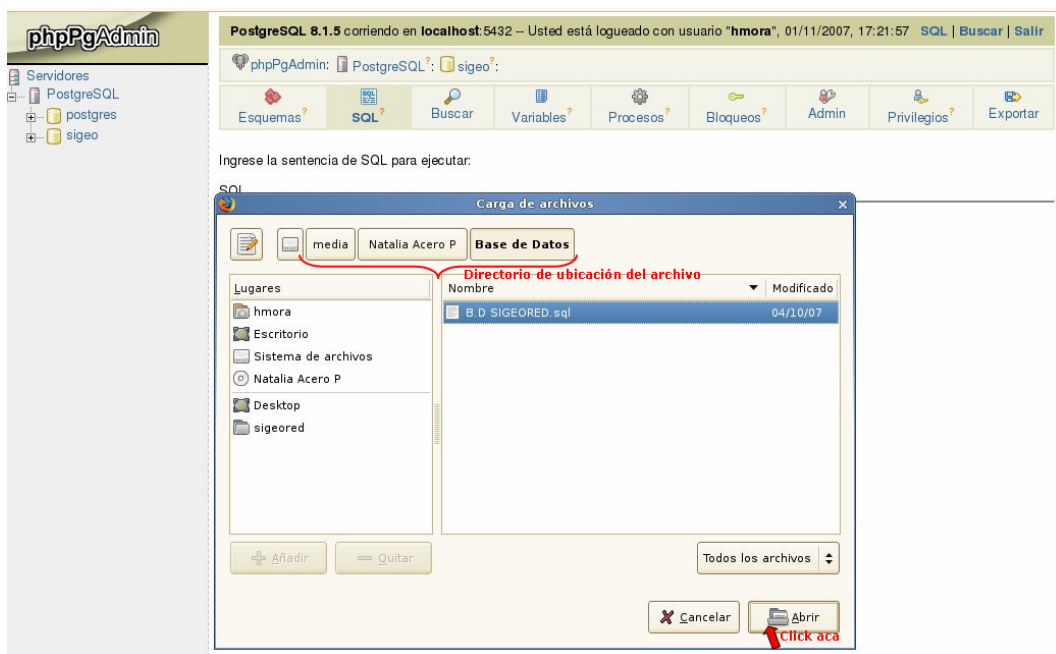 phpPgAdmin
PostgreSQL 8.1.5 corriendo en localhost:5432 -- Usted está logueado con usuario "hmora", 01/11/2007, 17:21:57 SQL | Buscar | Salir
phpPgAdmin: PostgreSQL?: sigeo?:
Servidores
PostgreSQL
postgres
sigeo
Esquemas? SQL? Buscar Variables? Procesos? Bloqueos? Admin Privilegios? Exportar
Ingrese la sentencia de SQL para ejecutar:
SQL
Carga de archivos
media Natalia Acero P Base de Datos
Directorio de ubicación del archivo
Lugares
hmora
Escritorio
Sistema de archivos
Natalia Acero P
Desktop
sigeored
Nombre Modificado
B.D SIGEORED.sql 04/10/07
Añadir Quitar
Todos los archivos
Cancelar Abrir
Click aca